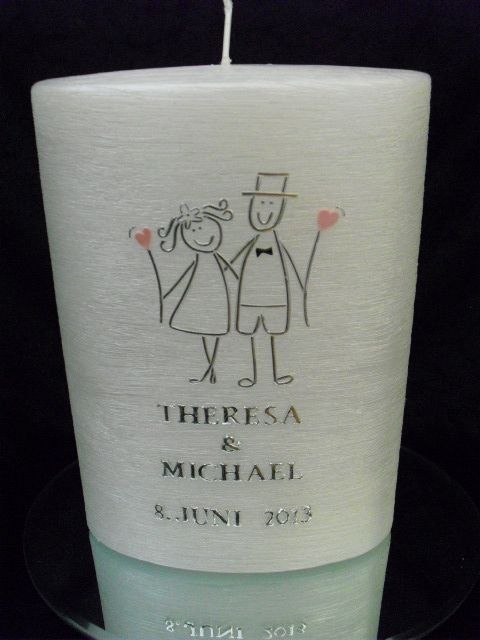 THERESA
&
MICHAEL
8. JUNI 2013